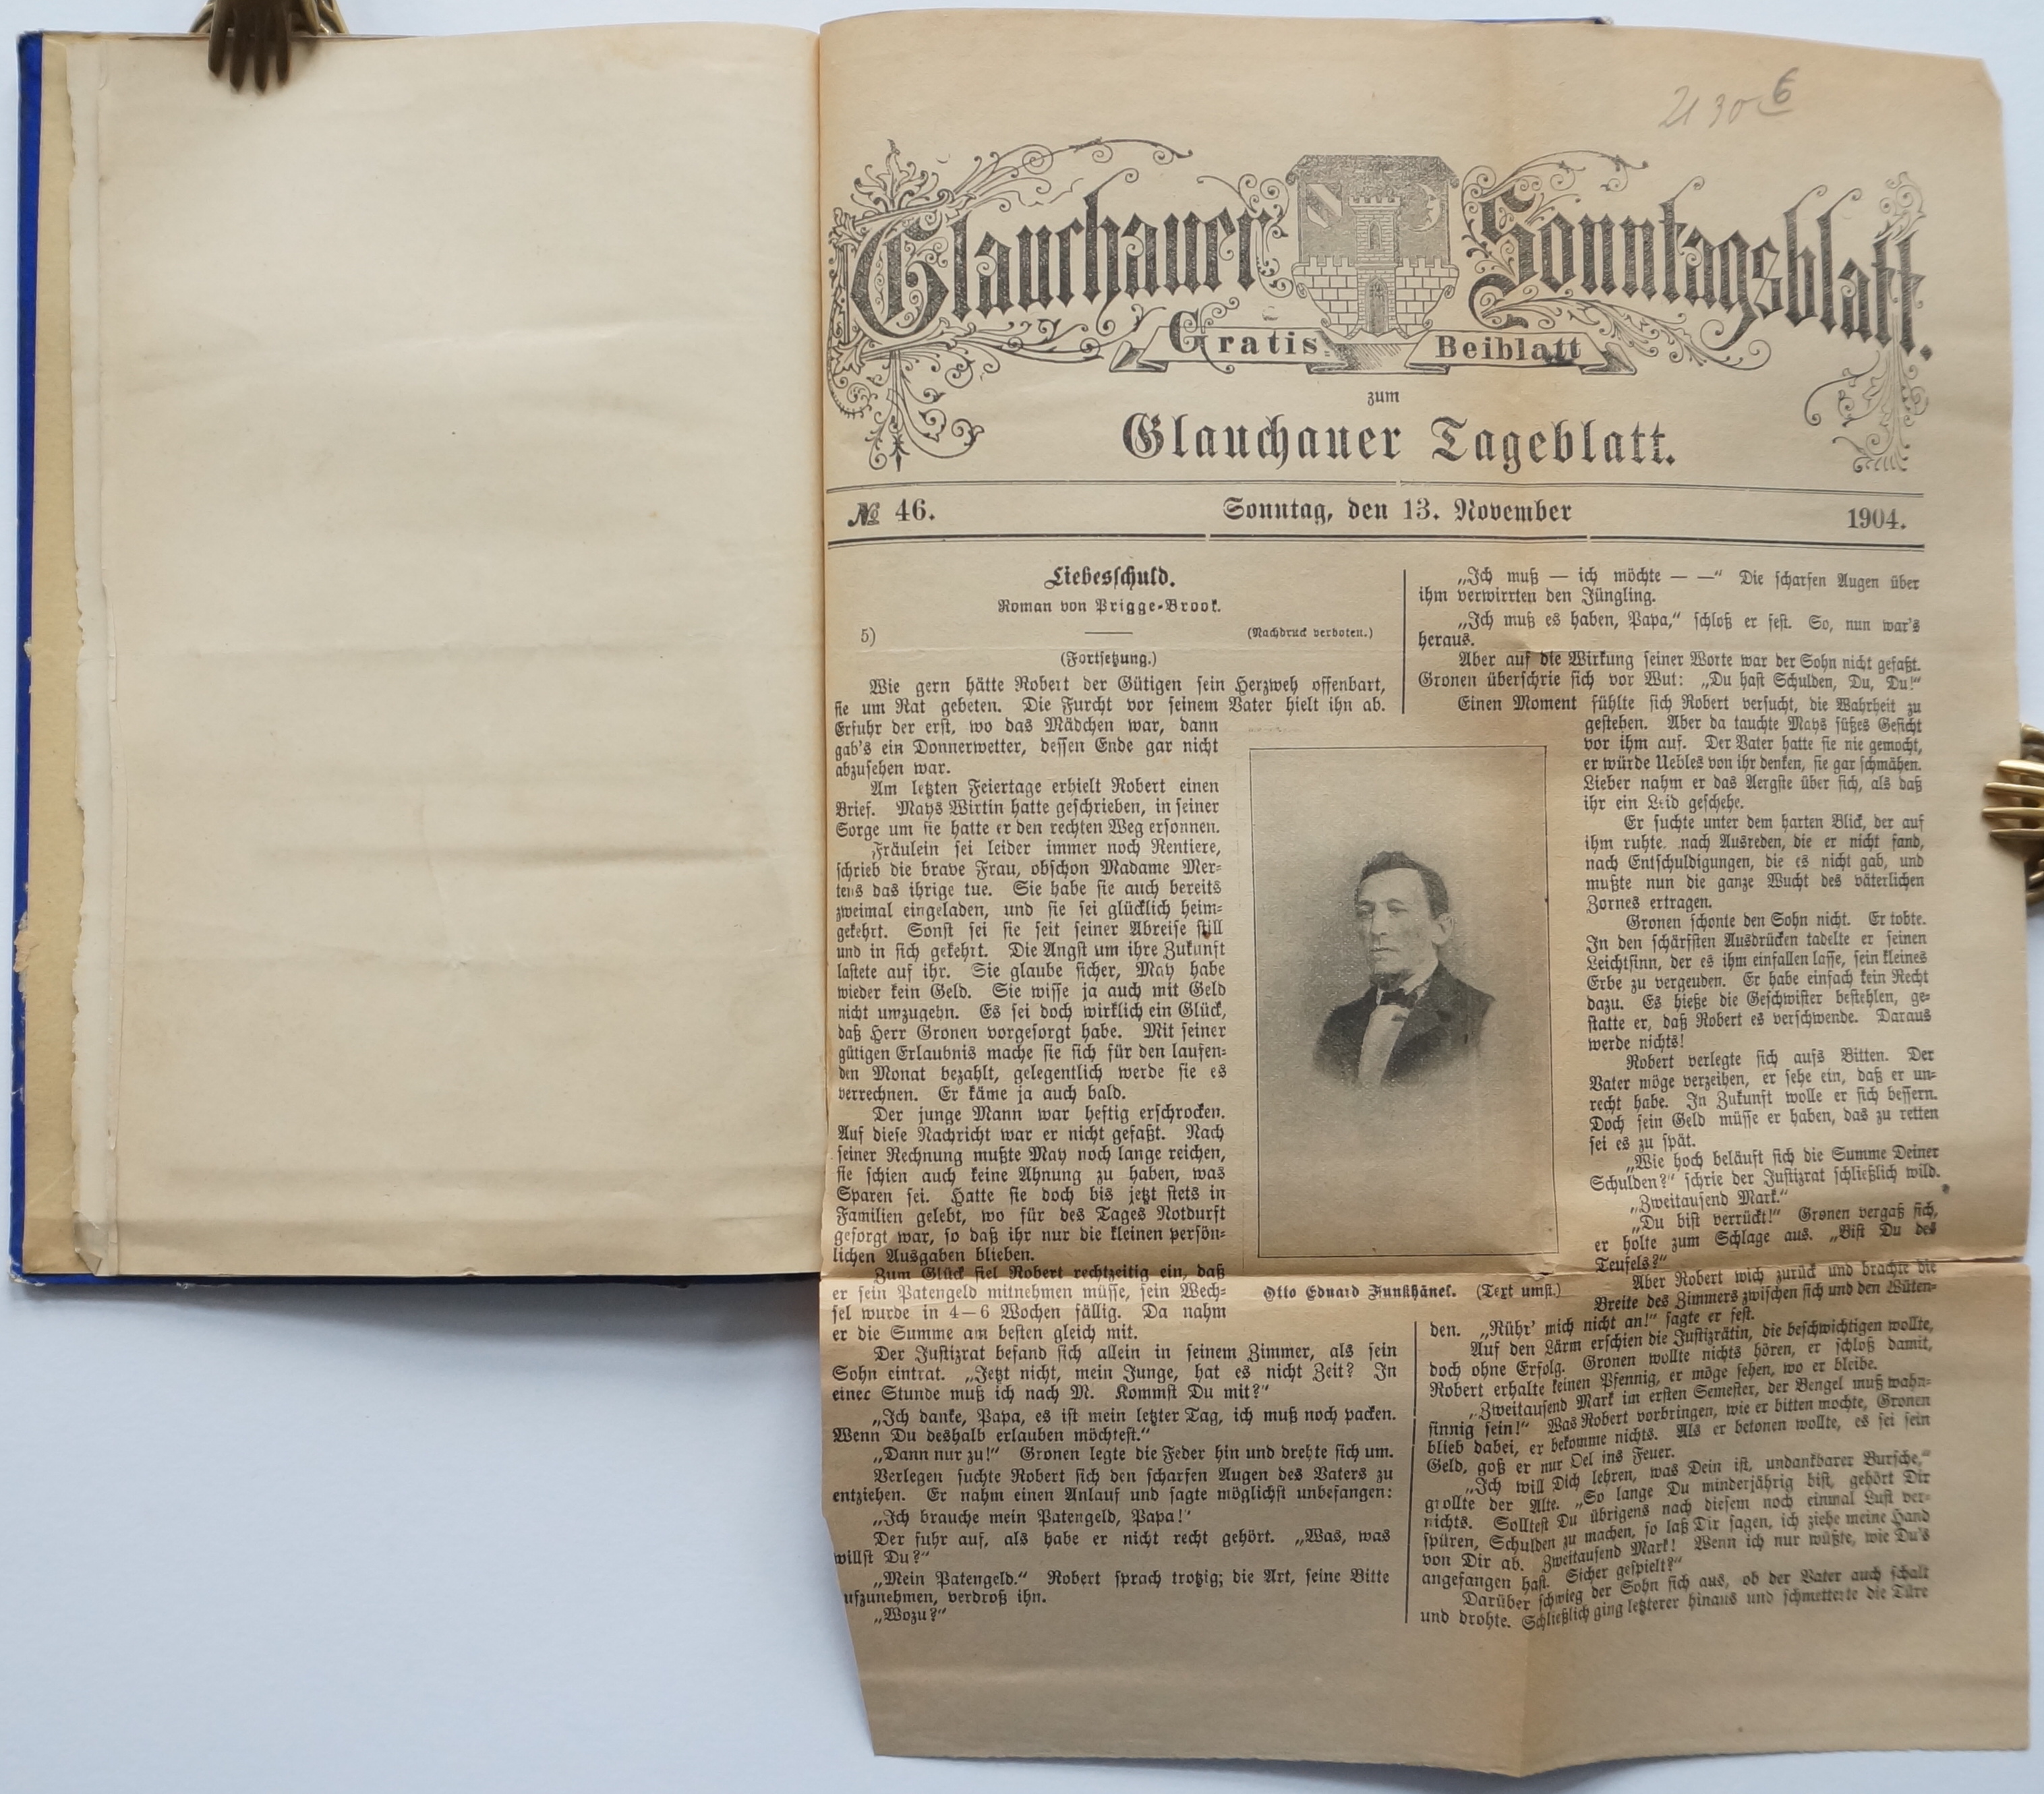 21 30 6
Glauchauer Sonntagsblatt.
Gratis Beiblatt
zum
Glauchauer Tageblatt.
№ 46. Sonntag, den 13. November 1904.
Liebesschuld.
Roman von Prigge-Brook.
5) (Nachdruck verboten.)
(Fortsetzung.)
Wie gern hätte Robert der Gütigen sein Herzweh offenbart,
sie um Rat gebeten. Die Furcht vor seinem Vater hielt ihn ab.
Erfuhr der erst, wo das Mädchen war, dann
gab's ein Donnerwetter, dessen Ende gar nicht
abzusehen war.
Am letzten Feiertage erhielt Robert einen
Brief. Mays Wirtin hatte geschrieben, in seiner
Sorge um sie hatte er den rechten Weg ersonnen.
Fräulein sei leider immer noch Rentiere,
schrieb die brave Frau, obschon Madame Mer-
tens das ihrige tue. Sie habe sie auch bereits
zweimal eingeladen, und sie sei glücklich heim-
gekehrt. Sonst sei sie seit seiner Abreise still
und in sich gekehrt. Die Angst um ihre Zukunft
lastete auf ihr. Sie glaube sicher, May habe
wieder kein Geld. Sie wisse ja auch mit Geld
nicht umzugehn. Es sei doch wirklich ein Glück,
daß Herr Gronen vorgesorgt habe. Mit seiner
gütigen Erlaubnis mache sie sich für den laufen-
den Monat bezahlt, gelegentlich werde sie es
verrechnen. Er käme ja auch bald.
Der junge Mann war heftig erschrocken.
Auf diese Nachricht war er nicht gefaßt. Nach
seiner Rechnung mußte May noch lange reichen,
sie schien auch keine Ahnung zu haben, was
Sparen sei. Hatte sie doch bis jetzt stets in
Familien gelebt, wo für des Tages Notdurft
gesorgt war, so daß ihr nur die kleinen persön-
lichen Ausgaben blieben.
Zum Glück fiel Robert rechtzeitig ein, daß
er sein Patengeld mitnehmen müsse, sein Wech-
sel wurde in 4—6 Wochen fällig. Da nahm
er die Summe am besten gleich mit.
Der Justizrat befand sich allein in seinem Zimmer, als sein
Sohn eintrat. „Jetzt nicht, mein Junge, hat es nicht Zeit? In
einer Stunde muß ich nach M. Kommst Du mit?“
„Ich danke, Papa, es ist mein letzter Tag, ich muß noch packen.
Wenn Du deshalb erlauben möchtest.“
„Dann nur zu!“ Gronen legte die Feder hin und drehte sich um.
Verlegen suchte Robert sich den scharfen Augen des Vaters zu
entziehen. Er nahm einen Anlauf und sagte möglichst unbefangen:
„Ich brauche mein Patengeld, Papa!“
Der fuhr auf, als habe er nicht recht gehört. „Was, was
willst Du?“
„Mein Patengeld.“ Robert sprach trotzig; die Art, seine Bitte
ufzunehmen, verdroß ihn.
„Wozu?“
Otto Eduard Funkhänel. (Text umst.)
„Ich muß — ich möchte — —“ Die scharfen Augen über
ihm verwirrten den Jüngling.
„Ich muß es haben, Papa,“ schloß er fest. So, nun war's
heraus.
Aber auf die Wirkung seiner Worte war der Sohn nicht gefaßt.
Gronen überschrie sich vor Wut: „Du hast Schulden, Du, Du!“
Einen Moment fühlte sich Robert versucht, die Wahrheit zu
gestehen. Aber da tauchte Mays süßes Gesicht
vor ihm auf. Der Vater hatte sie nie gemocht,
er würde Uebles von ihr denken, sie gar schmähen.
Lieber nahm er das Aergste über sich, als daß
ihr ein Leid geschehe.
Er suchte unter dem harten Blick, der auf
ihm ruhte, nach Ausreden, die er nicht fand,
nach Entschuldigungen, die es nicht gab, und
mußte nun die ganze Wucht des väterlichen
Zornes ertragen.
Gronen schonte den Sohn nicht. Er tobte.
In den schärfsten Ausdrücken tadelte er seinen
Leichtsinn, der es ihm einfallen lasse, sein kleines
Erbe zu vergeuden. Er habe einfach kein Recht
dazu. Es hieße die Geschwister bestehlen, ge-
statte er, daß Robert es verschwende. Daraus
werde nichts!
Robert verlegte sich aufs Bitten. Der
Vater möge verzeihen, er sehe ein, daß er un-
recht habe. In Zukunft wolle er sich bessern.
Doch sein Geld müsse er haben, das zu retten
sei es zu spät.
„Wie hoch beläuft sich die Summe Deiner
Schulden?“ schrie der Justizrat schließlich wild.
„Zweitausend Mark.“
„Du bist verrückt!“ Gronen vergaß sich,
er holte zum Schlage aus. „Bist Du des
Teufels?“
Aber Robert wich zurück und brachte die
Breite des Zimmers zwischen sich und den Wüten-
den. „Rühr' mich nicht an!“ sagte er fest.
Auf den Lärm erschien die Justizrätin, die beschwichtigen wollte,
doch ohne Erfolg. Gronen wollte nichts hören, er schloß damit,
Robert erhalte keinen Pfennig, er möge sehen, wo er bleibe.
„Zweitausend Mark im ersten Semester, der Bengel muß wahn-
sinnig sein!“ Was Robert vorbringen, wie er bitten mochte, Gronen
blieb dabei, er bekomme nichts. Als er betonen wollte, es sei sein
Geld, goß er nur Oel ins Feuer.
„Ich will Dich lehren, was Dein ist, undankbarer Bursche,“
grollte der Alte. „So lange Du minderjährig bist, gehört Dir
nichts. Solltest Du übrigens nach diesem noch einmal Lust ver-
spüren, Schulden zu machen, so laß Dir sagen, ich ziehe meine Hand
von Dir ab. Zweitausend Mark! Wenn ich nur wüßte, wie Du's
angefangen hast. Sicher gespielt?“
Darüber schwieg der Sohn sich aus, ob der Vater auch schalt
und drohte. Schließlich ging letzterer hinaus und schmetterte die Türe